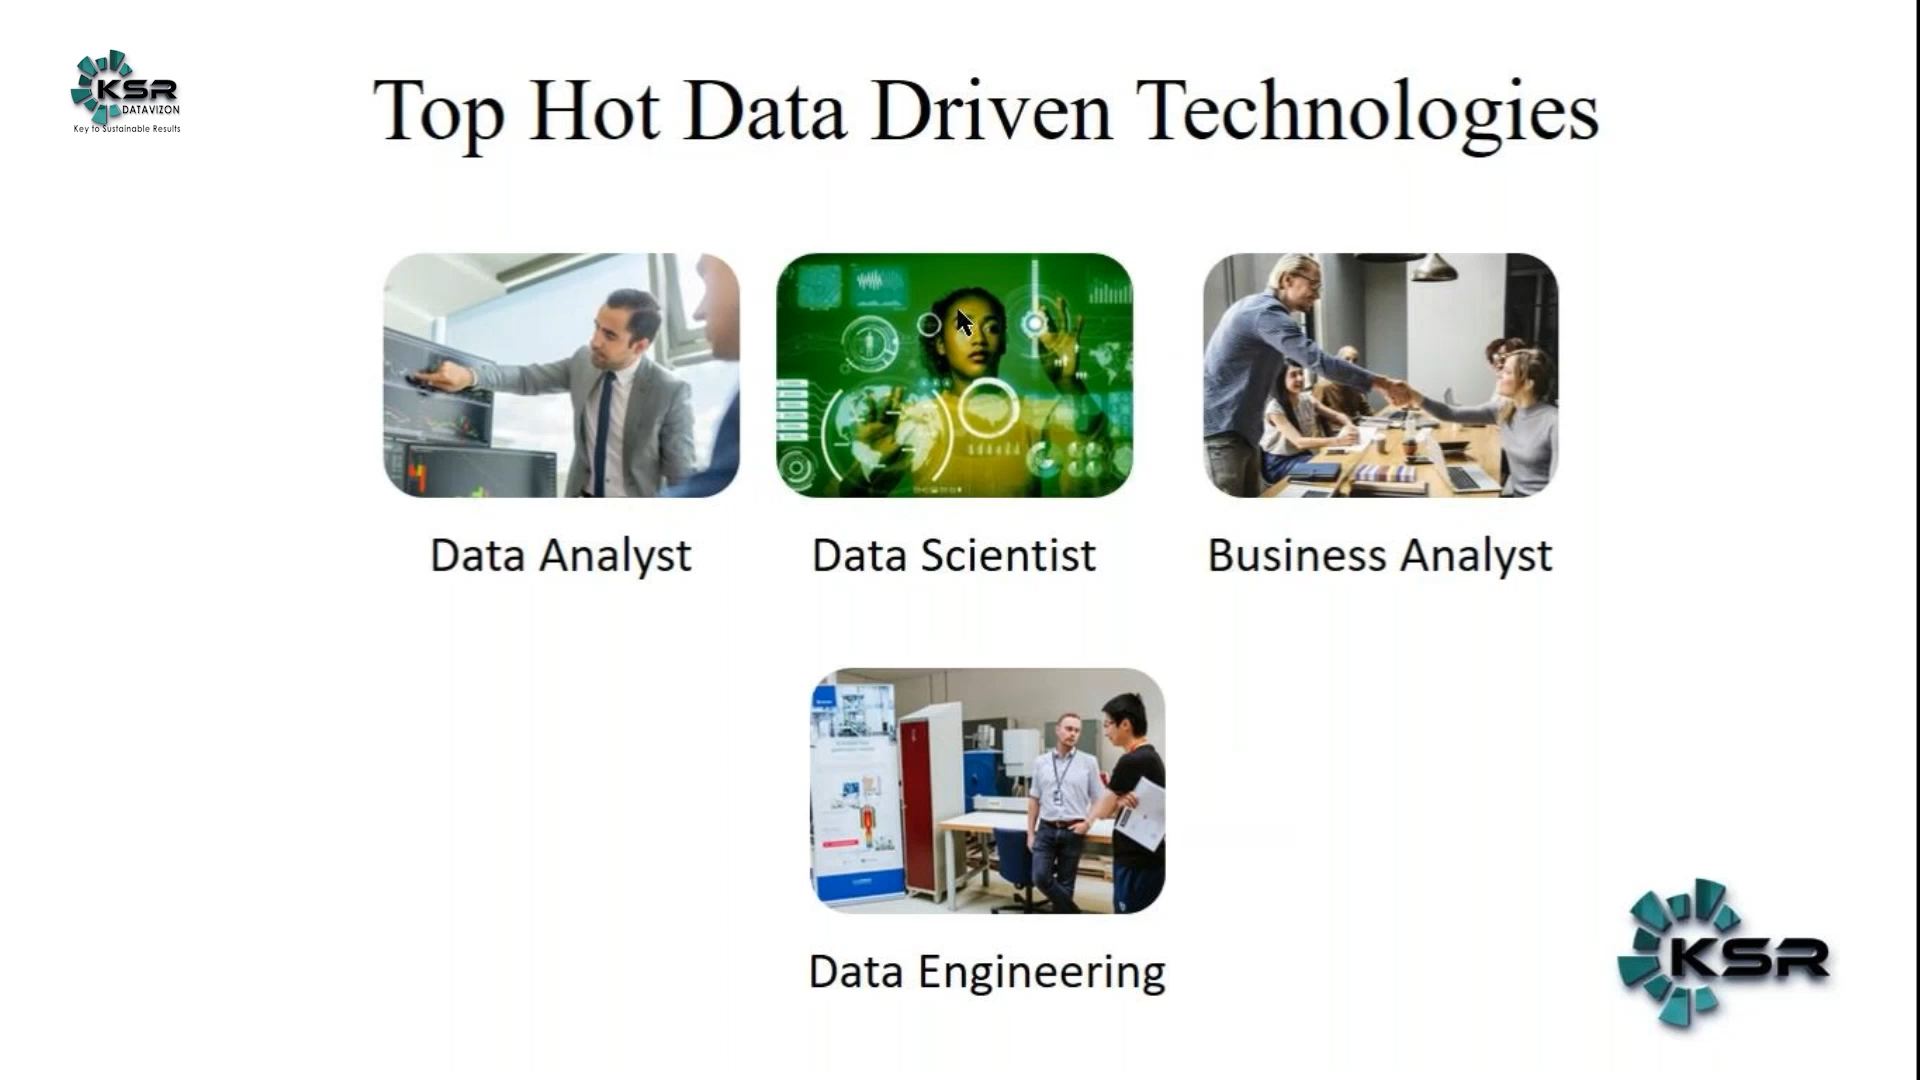 KSR
DATAVIZON
Key to Sustainable Results
Top Hot Data Driven Technologies
Data Analyst
Data Scientist
Business Analyst
Data Engineering
KSR